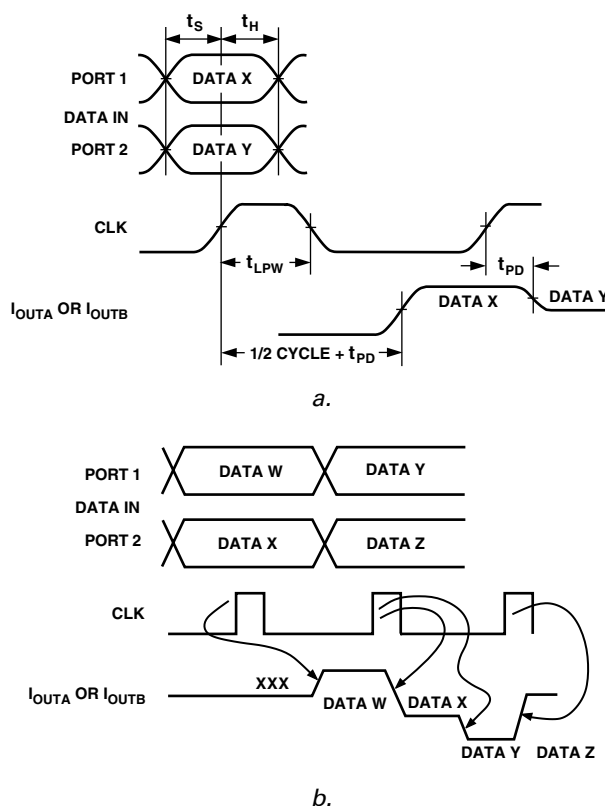 tS tH
PORT 1 DATA X
DATA IN
PORT 2 DATA Y
CLK
tLPW tPD
IOUTA OR IOUTB DATA X DATA Y
1/2 CYCLE + tPD
a.
PORT 1 DATA W DATA Y
DATA IN
PORT 2 DATA X DATA Z
CLK
XXX
IOUTA OR IOUTB DATA W DATA X
DATA Y DATA Z
b.